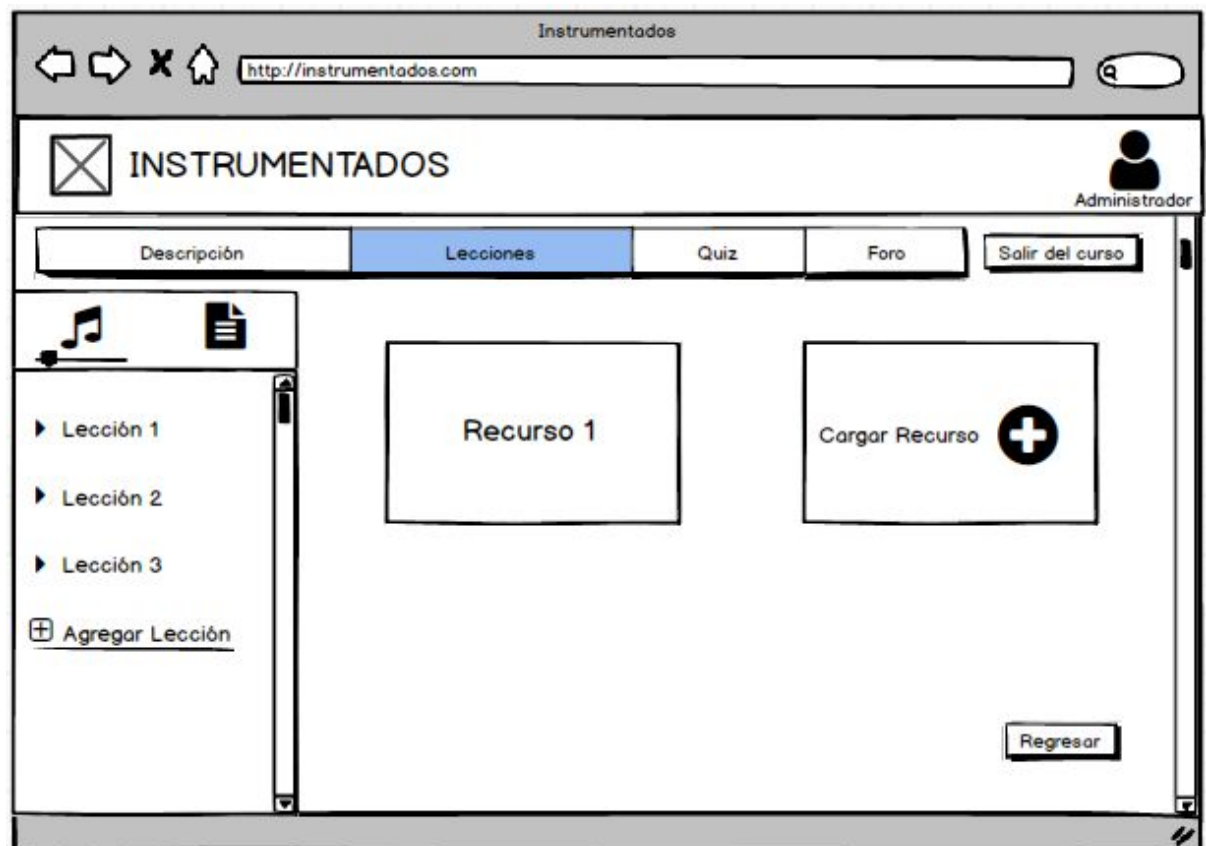 Instrumentados
http://instrumentados.com
INSTRUMENTADOS
Administrador
Descripción
Lecciones
Quiz
Foro
Salir del curso
Lección 1
Lección 2
Lección 3
Agregar Lección
Recurso 1
Cargar Recurso
Regresar